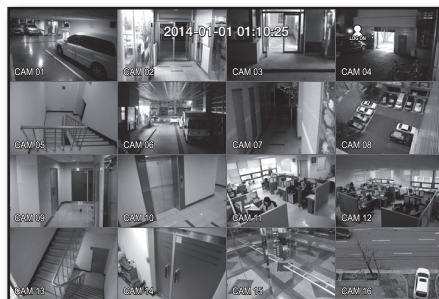 2014-01-01 01:10:25
LOG ON
CAM 01
CAM 02
CAM 03
CAM 04
CAM 05
CAM 06
CAM 07
CAM 08
CAM 09
CAM 10
CAM 11
CAM 12
CAM 13
CAM 14
CAM 15
CAM 16